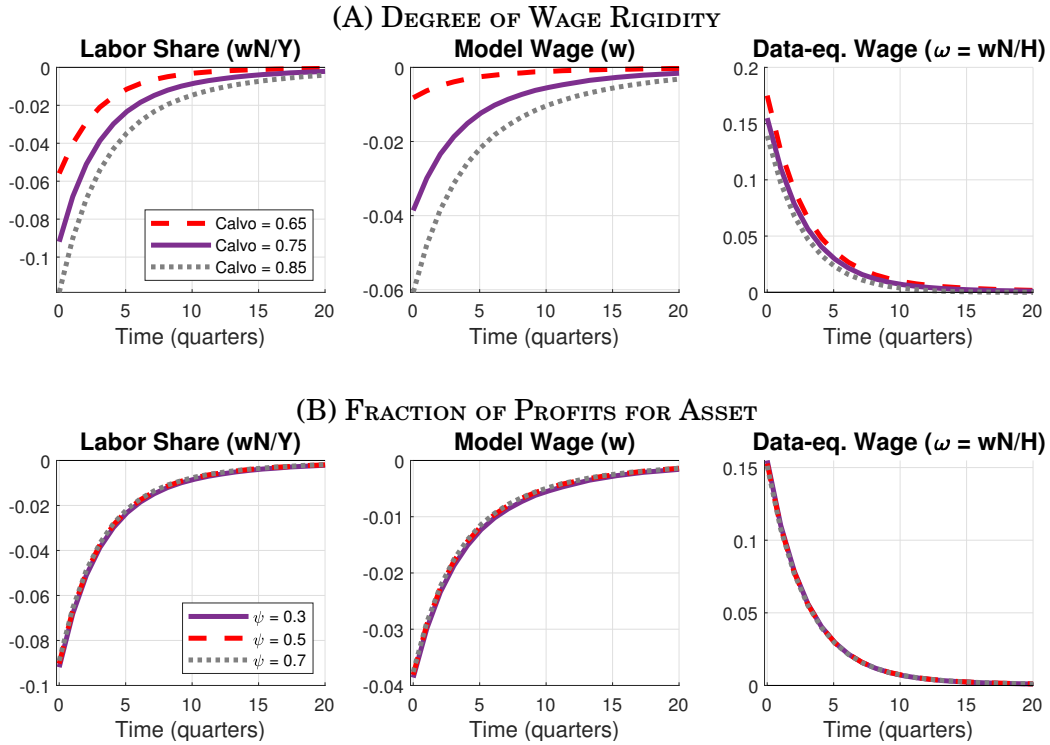 (A) DEGREE OF WAGE RIGIDITY
Labor Share (wN/Y)
0
-0.02
-0.04
-0.06
-0.08
-0.1
Calvo = 0.65
Calvo = 0.75
Calvo = 0.85
0 5 10 15 20
Time (quarters)
Model Wage (w)
0
-0.02
-0.04
-0.06
0 5 10 15 20
Time (quarters)
Data-eq. Wage (ω = wN/H)
0.2
0.15
0.1
0.05
0
0 5 10 15 20
Time (quarters)
(B) FRACTION OF PROFITS FOR ASSET
Labor Share (wN/Y)
0
-0.02
-0.04
-0.06
-0.08
-0.1
ψ = 0.3
ψ = 0.5
ψ = 0.7
0 5 10 15 20
Time (quarters)
Model Wage (w)
0
-0.01
-0.02
-0.03
-0.04
0 5 10 15 20
Time (quarters)
Data-eq. Wage (ω = wN/H)
0.15
0.1
0.05
0
0 5 10 15 20
Time (quarters)